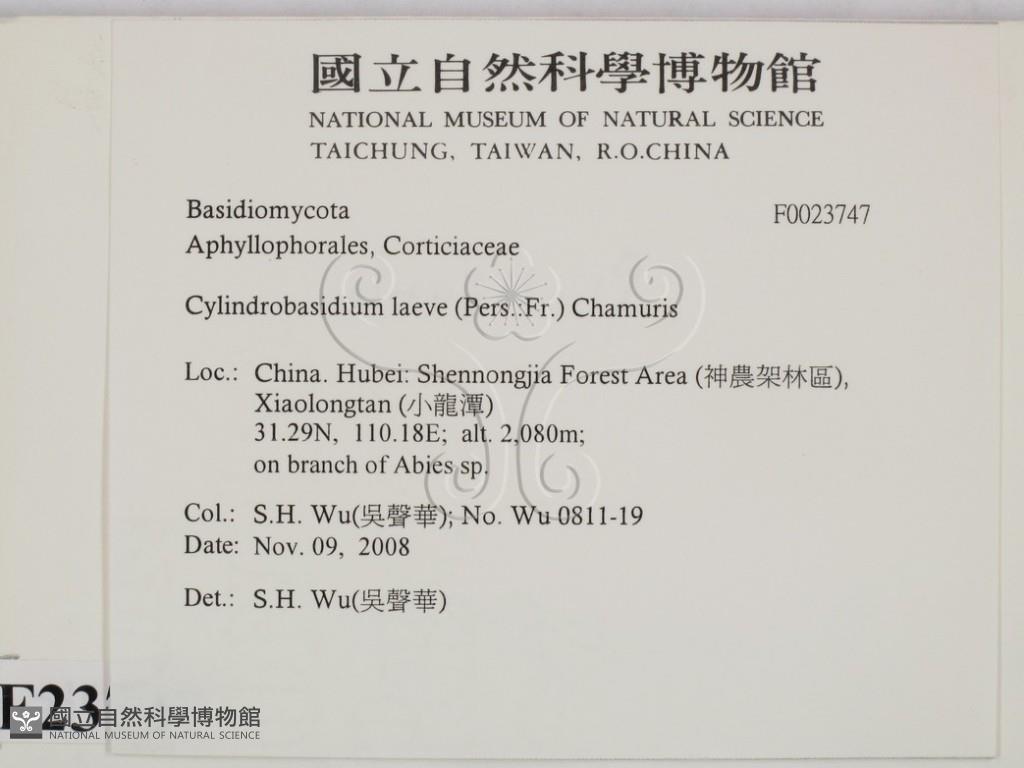 國立自然科學博物館
NATIONAL MUSEUM OF NATURAL SCIENCE
TAICHUNG, TAIWAN, R.O.CHINA
Basidiomycota
F0023747
Aphyllophorales, Corticiaceae
Cylindrobasidium laeve (Pers.:Fr.) Chamuris
Loc.: China. Hubei: Shennongjia Forest Area (神農架林區),
Xiaolongtan (小龍潭)
31.29N, 110.18E; alt. 2,080m;
on branch of Abies sp.
Col.: S.H. Wu(吳聲華); No. Wu 0811-19
Date: Nov. 09, 2008
Det.: S.H. Wu(吳聲華)
F23
國立自然科學博物館
NATIONAL MUSEUM OF NATURAL SCIENCE